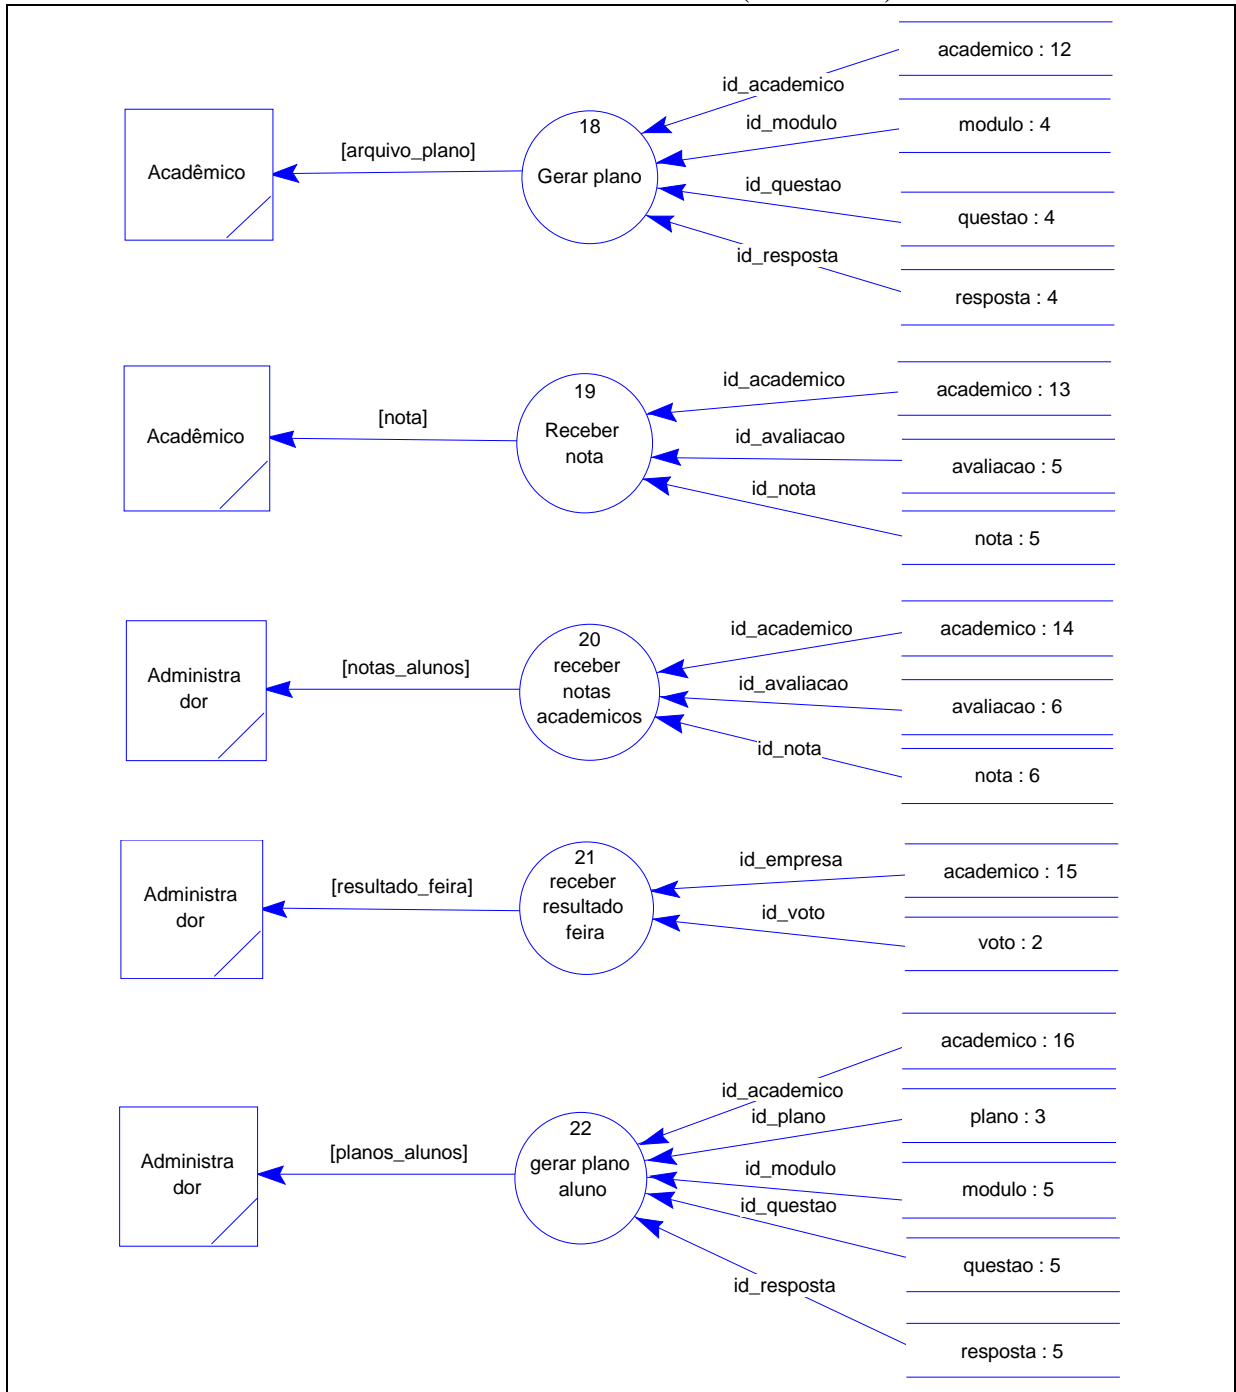 academico : 12
id_academico
18
id_modulo
modulo : 4
[arquivo_plano]
Acadêmico
Gerar plano
id_questao
questao : 4
id_resposta
resposta : 4
id_academico
academico : 13
19
[nota]
Acadêmico
Receber
nota
id_avaliacao
avaliacao : 5
id_nota
nota : 5
id_academico
academico : 14
20
[notas_alunos]
Administra
dor
receber
notas
academicos
id_avaliacao
avaliacao : 6
id_nota
nota : 6
21
id_empresa
academico : 15
[resultado_feira]
Administra
dor
receber
resultado
feira
id_voto
voto : 2
academico : 16
id_academico
id_plano
plano : 3
22
[planos_alunos]
Administra
dor
gerar plano
aluno
id_modulo
modulo : 5
id_questao
questao : 5
id_resposta
resposta : 5